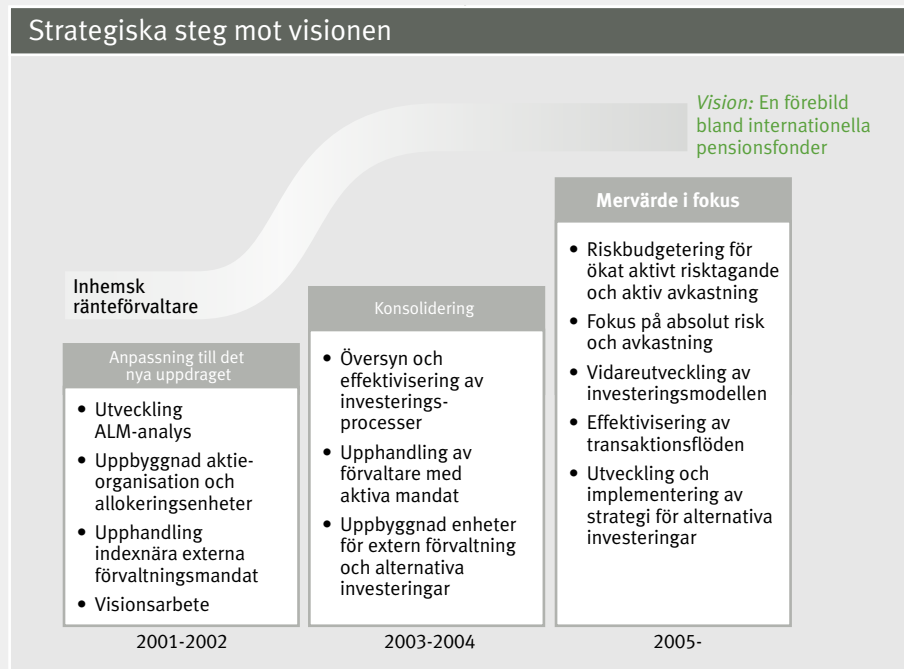 Strategiska steg mot visionen
Vision: En förebild
bland internationella
pensionsfonder
Inhemsk
ränteförvaltare
Anpassning till det
nya uppdraget
• Utveckling
ALM-analys
• Uppbyggnad aktie-
organisation och
allokeringsenheter
• Upphandling
indexnära externa
förvaltningsmandat
• Visionsarbete
2001-2002
Konsolidering
• Översyn och
effektivisering av
investerings-
processer
• Upphandling av
förvaltare med
aktiva mandat
• Uppbyggnad enheter
för extern förvaltning
och alternativa
investeringar
2003-2004
Mervärde i fokus
• Riskbudgetering för
ökat aktivt risktagande
och aktiv avkastning
• Fokus på absolut risk
och avkastning
• Vidareutveckling av
investeringsmodellen
• Effektivisering av
transaktionsflöden
• Utveckling och
implementering av
strategi för alternativa
investeringar
2005-